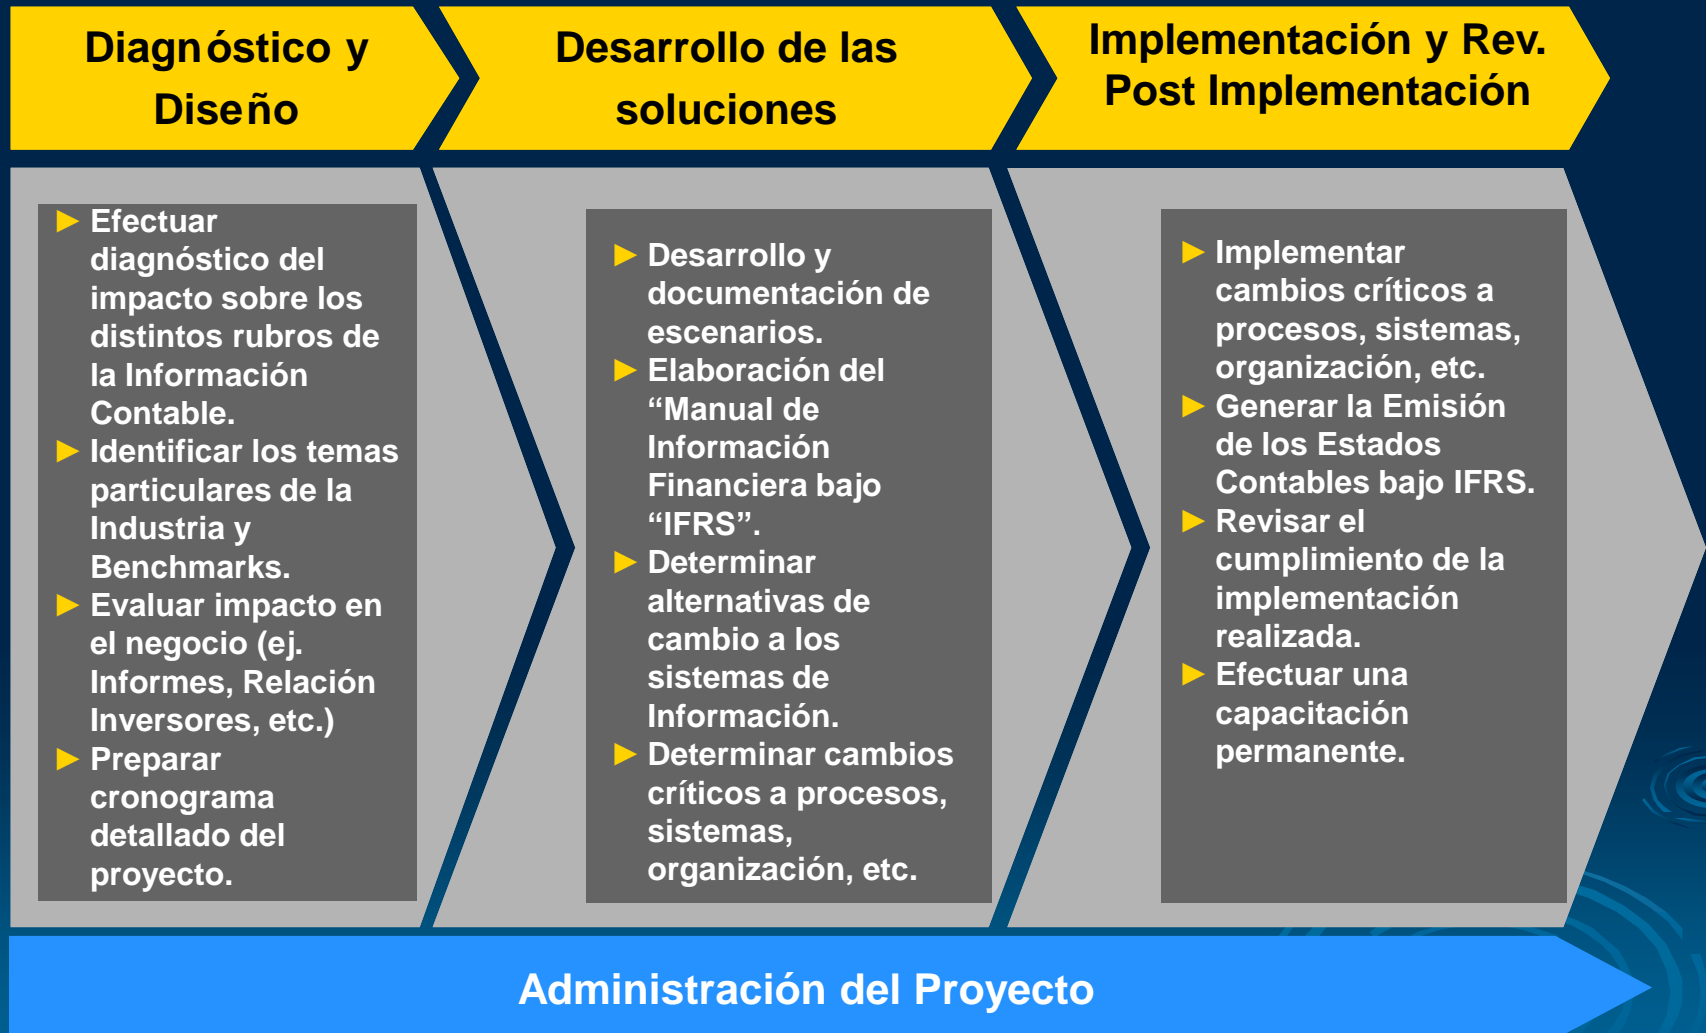 Diagnóstico y
Diseño
Desarrollo de las
soluciones
Implementación y Rev.
Post Implementación
► Efectuar
diagnóstico del
impacto sobre los
distintos rubros de
la Información
Contable.
► Identificar los temas
particulares de la
Industria y
Benchmarks.
► Evaluar impacto en
el negocio (ej.
Informes, Relación
Inversores, etc.)
► Preparar
cronograma
detallado del
proyecto.
► Desarrollo y
documentación de
escenarios.
► Elaboración del
“Manual de
Información
Financiera bajo
“IFRS”.
► Determinar
alternativas de
cambio a los
sistemas de
Información.
► Determinar cambios
críticos a procesos,
sistemas,
organización, etc.
► Implementar
cambios críticos a
procesos, sistemas,
organización, etc.
► Generar la Emisión
de los Estados
Contables bajo IFRS.
► Revisar el
cumplimiento de la
implementación
realizada.
► Efectuar una
capacitación
permanente.
Administración del Proyecto